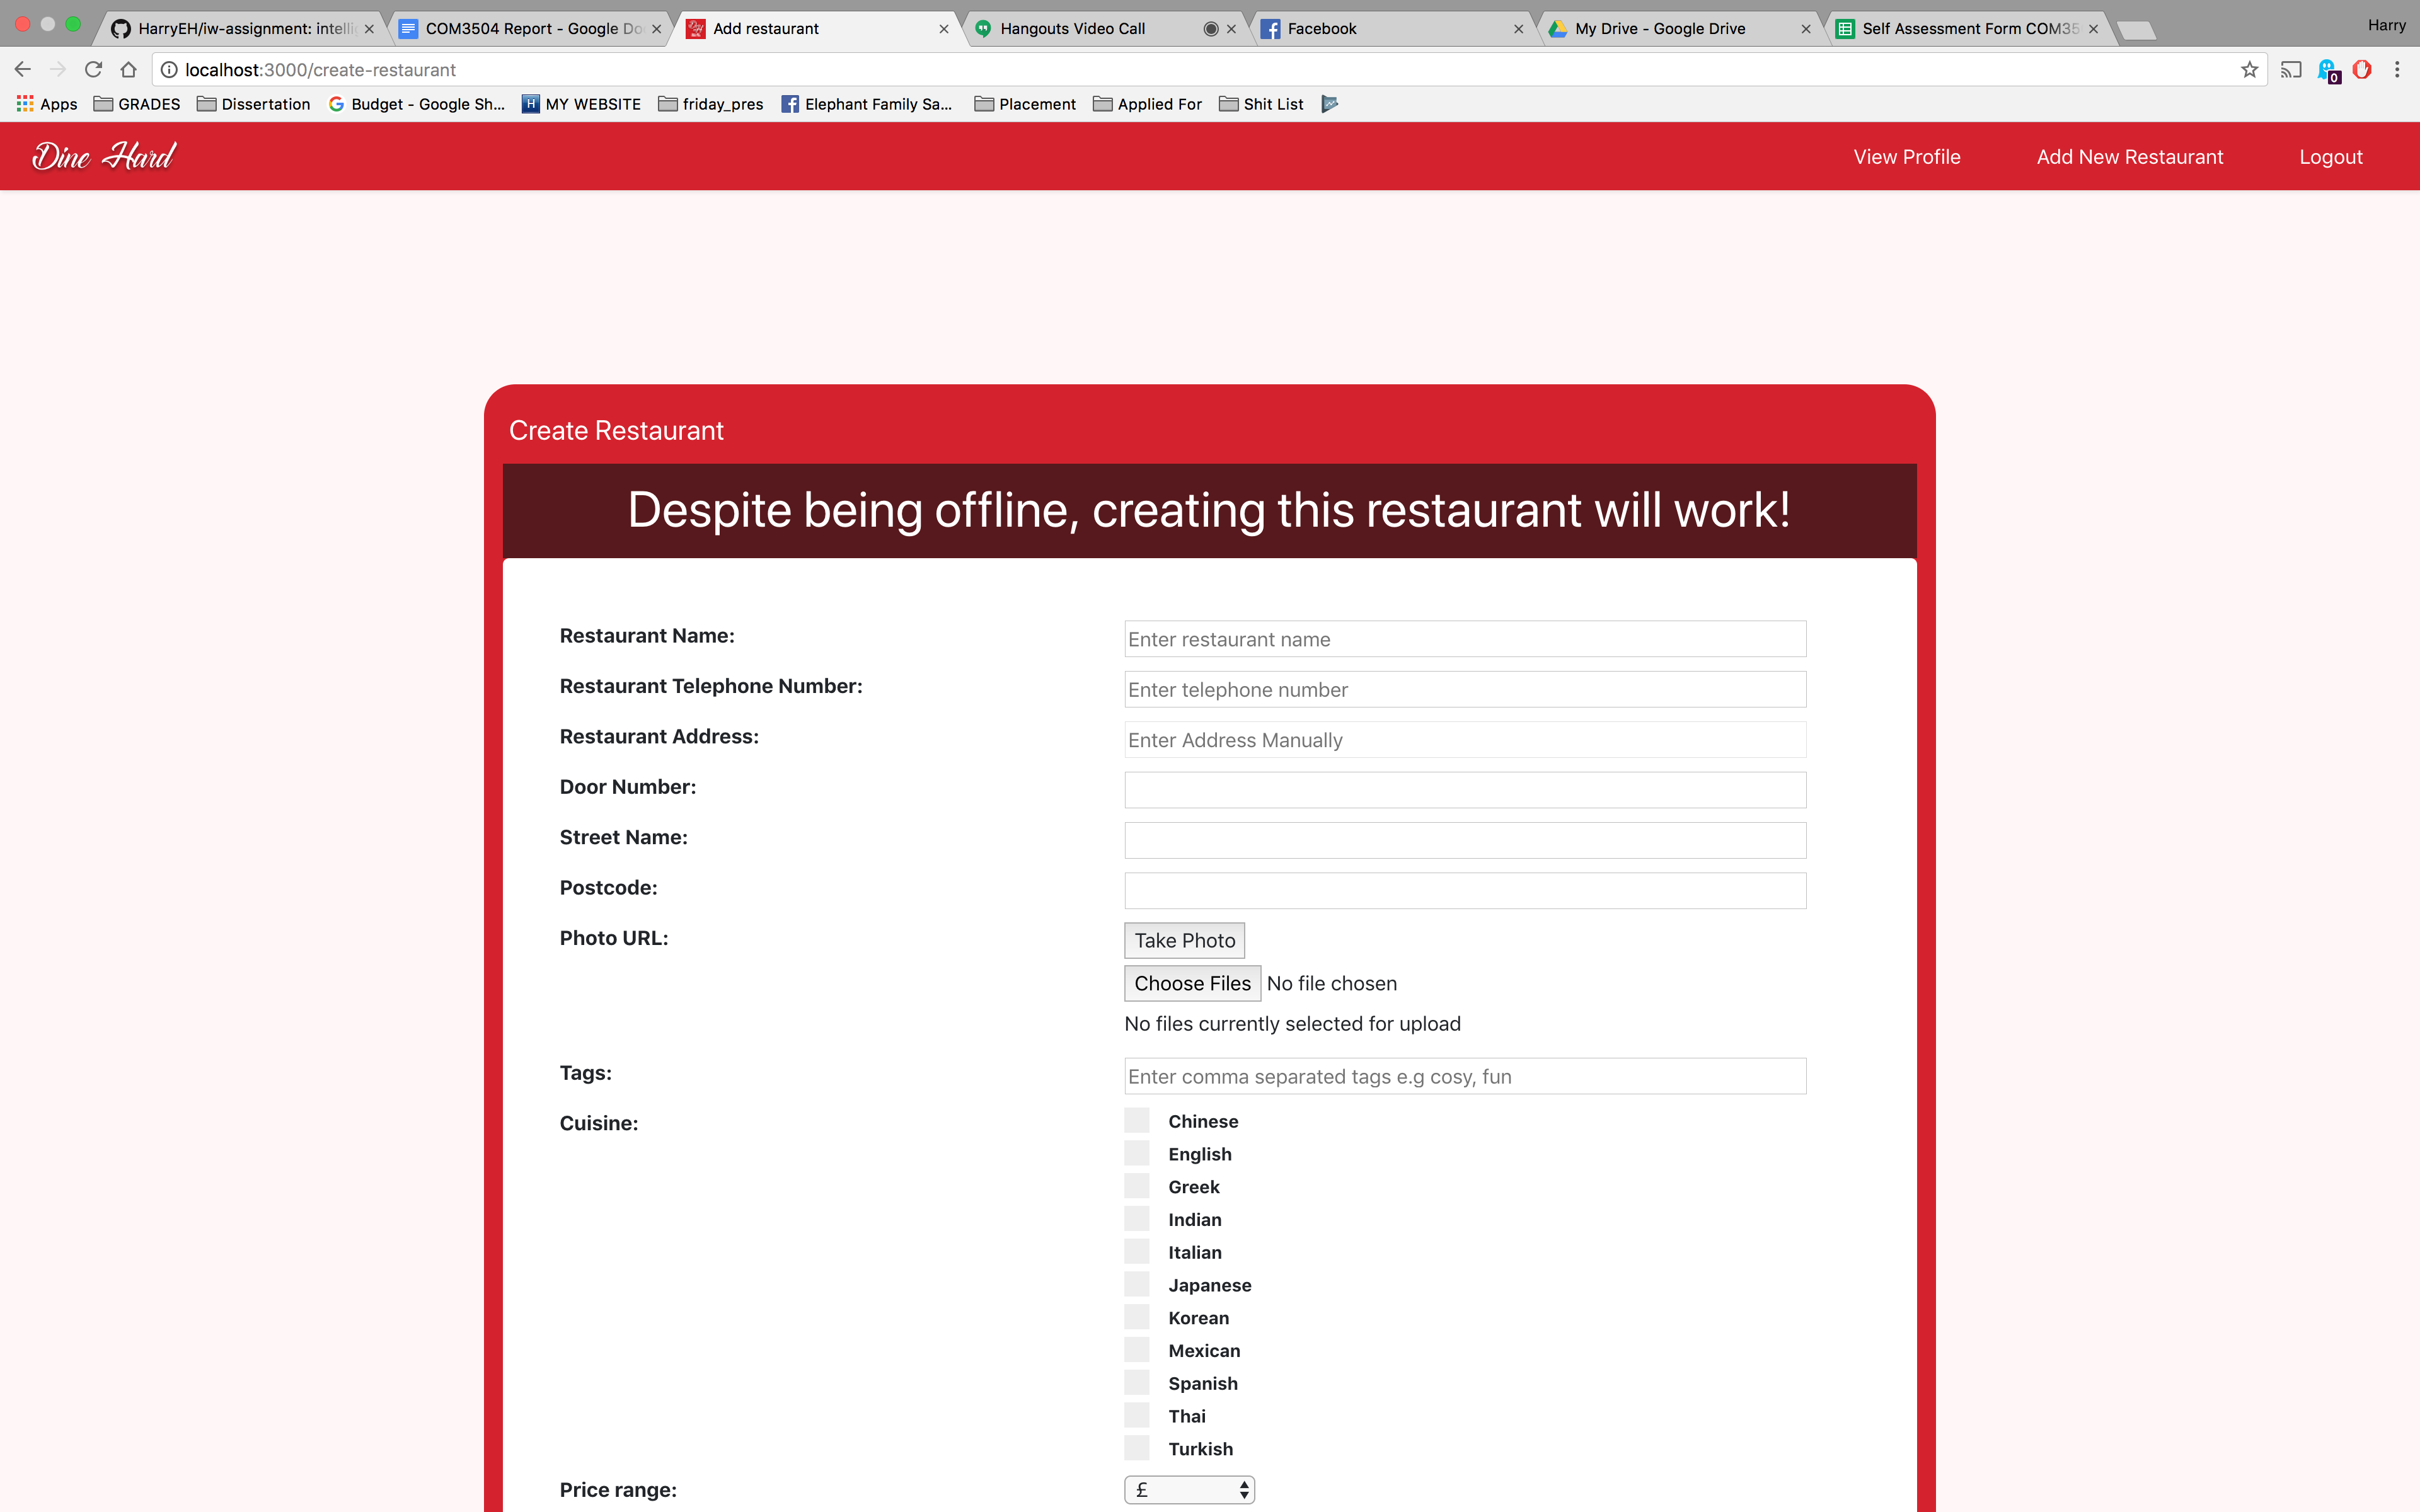 HarryEH/iw-assignment: intelli
COM3504 Report - Google Do
Add restaurant
Hangouts Video Call
Facebook
My Drive - Google Drive
Self Assessment Form COM35
Harry
localhost:3000/create-restaurant
0
Apps
GRADES
Dissertation
Budget - Google Sh...
H
MY WEBSITE
friday_pres
Elephant Family Sa...
Placement
Applied For
Shit List
Dine Hard
View Profile
Add New Restaurant
Logout
Create Restaurant
Despite being offline, creating this restaurant will work!
Restaurant Name:
Enter restaurant name
Restaurant Telephone Number:
Enter telephone number
Restaurant Address:
Enter Address Manually
Door Number:
Street Name:
Postcode:
Photo URL:
Take Photo
Choose Files No file chosen
No files currently selected for upload
Tags:
Enter comma separated tags e.g cosy, fun
Cuisine:
Chinese
English
Greek
Indian
Italian
Japanese
Korean
Mexican
Spanish
Thai
Turkish
Price range:
£